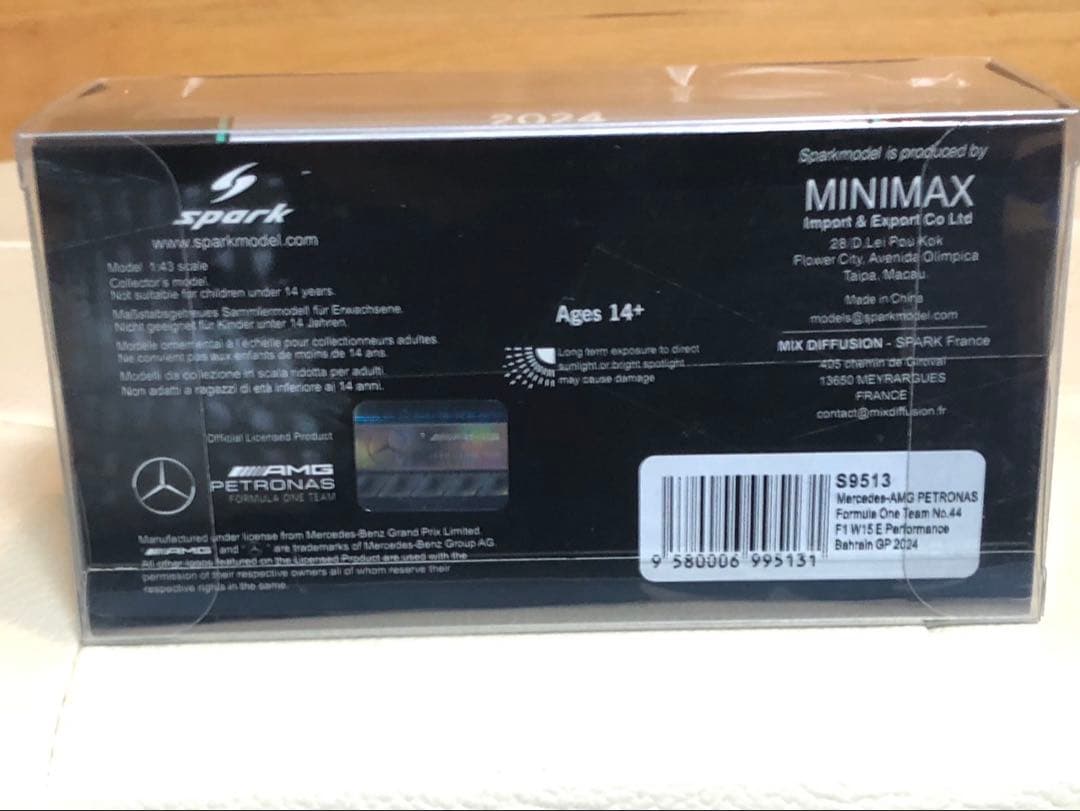 2024
spark
www.sparkmodel.com
Model 1:43 scale
Collector's model.
Not suitable for children under 14 years.
Maßstabsgetreues Sammlermodell für Erwachsene.
Nicht geeignet für Kinder unter 14 Jahren.
Modèle ornemental à l'échelle pour collectionneurs adultes.
Ne convient pas aux enfants de moins de 14 ans.
Modelli da collezione in scala ridotta per adulti.
Non adatti a ragazzi di età inferiore ai 14 anni.
Official Licensed Product
AMG
PETRONAS
FORMULA ONE TEAM
Manufactured under license from Mercedes-Benz Grand Prix Limited.
AMG and " " are trademarks of Mercedes-Benz Group AG.
All other logos featured on the Licensed Product are used with the
permission of their respective owners all of whom reserve their
respective rights in the same.
Ages 14+
Long term exposure to direct
sunlight or bright spotlight
may cause damage
Sparkmodel is produced by
MINIMAX
Import & Export Co Ltd
28/D Lei Pou Kok
Flower City, Avenida Olimpica
Taipa, Macau.
Made in China
models@sparkmodel.com
MIX DIFFUSION - SPARK France
405 chemin de
13650 MEYRARGUES
FRANCE
contact@mixdiffusion.fr
S9513
Mercedes-AMG PETRONAS
Formula One Team No.44
F1 W15 E Performance
Bahrain GP 2024
9 580006 995131